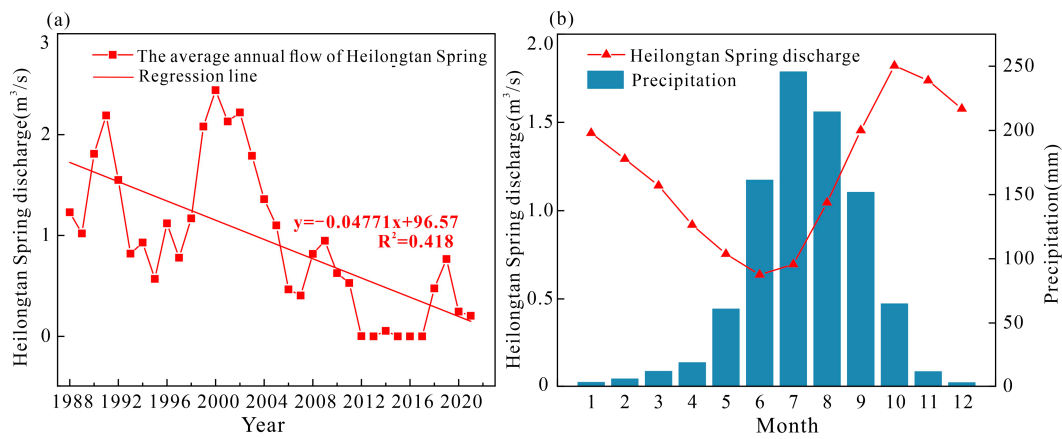 (a)
3
2
1
0
Heilongtan Spring discharge(m³/s)
The average annual flow of Heilongtan Spring
Regression line
y=−0.04771x+96.57
R²=0.418
1988 1992 1996 2000 2004 2008 2012 2016 2020
Year
(b)
2.0
1.5
1.0
0.5
0
Heilongtan Spring discharge(m³/s)
Heilongtan Spring discharge
Precipitation
250
200
150
100
50
0
Precipitation(mm)
1 2 3 4 5 6 7 8 9 10 11 12
Month